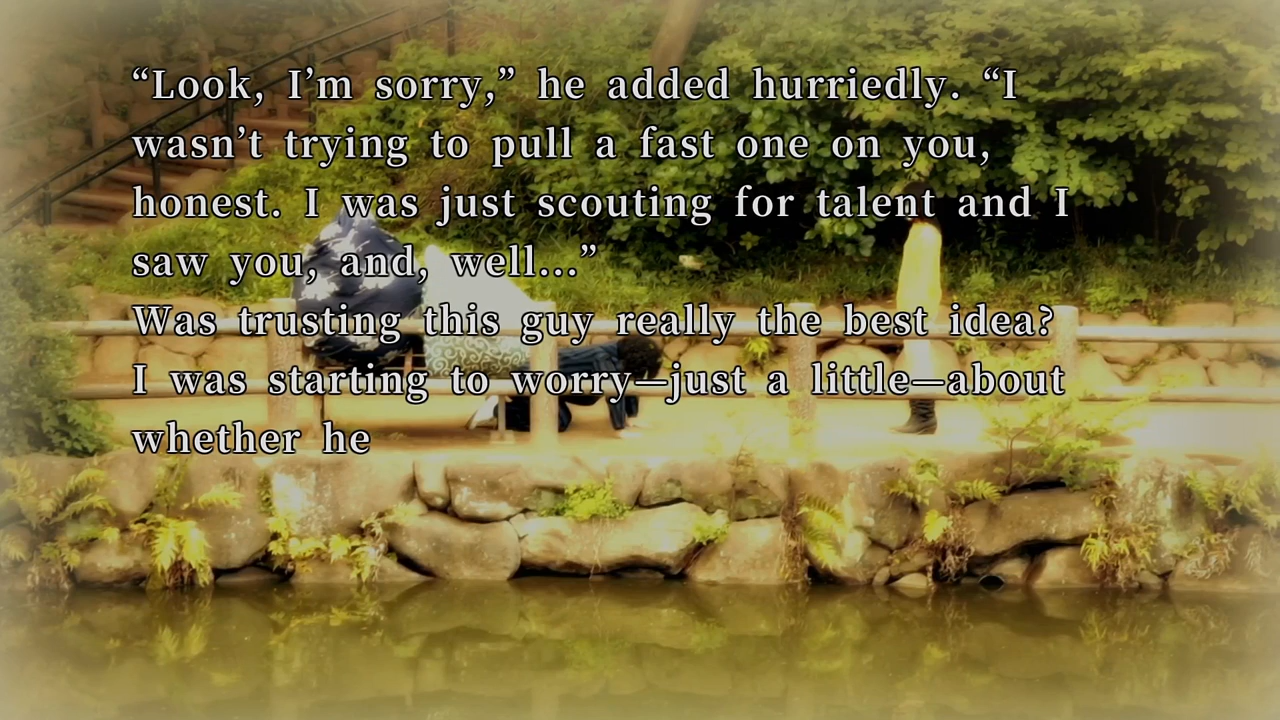 “Look, I’m sorry,” he added hurriedly. “I
wasn’t trying to pull a fast one on you,
honest. I was just scouting for talent and I
saw you, and, well...”
Was trusting this guy really the best idea?
I was starting to worry—just a little—about
whether he